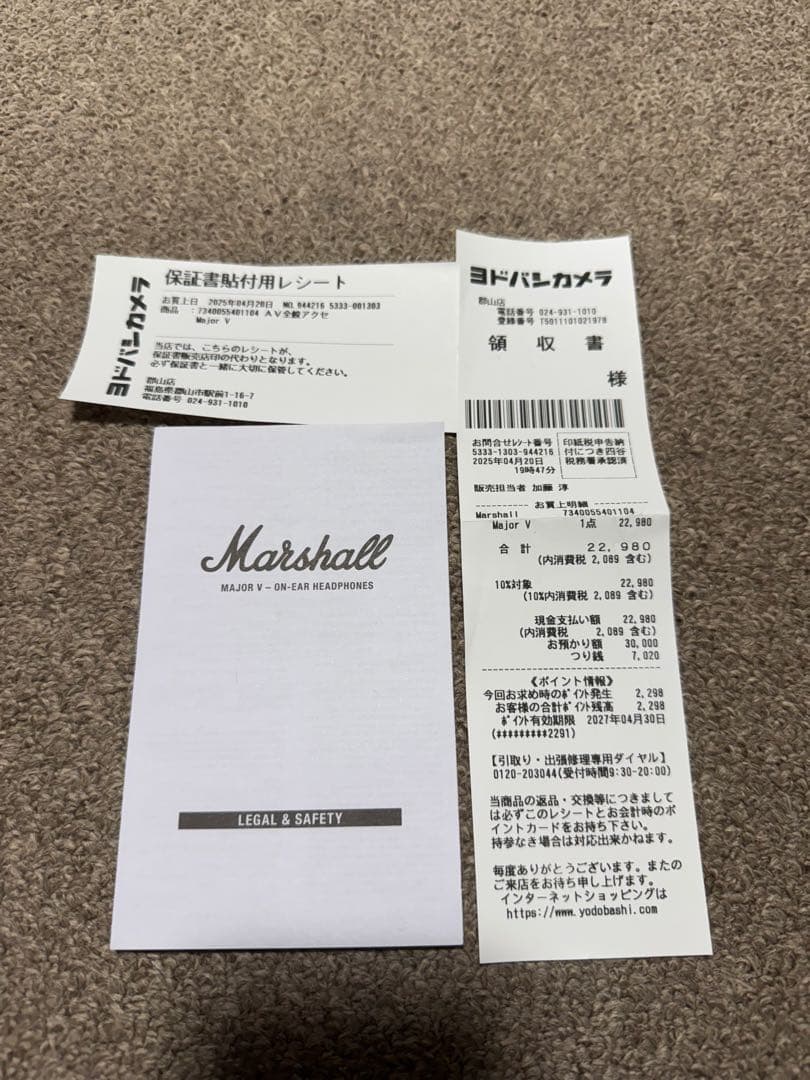 ヨドバシカメラ
保証書貼付用レシート
お買上日 2025年04月20日 NO.944216 5333-001303
商品 :7340055401104 AV全般アクセ
Major V
当店では、こちらのレシートが、
保証書販売店印の代わりとなります。
必ず保証書と一緒に大切に保管してください。
郡山店
福島県郡山市駅前1-16-7
電話番号 024-931-1010
Marshall
MAJOR V – ON-EAR HEADPHONES
LEGAL & SAFETY
ヨドバシカメラ
郡山店
電話番号 024-931-1010
登録番号 T5011101021978
領 収 書
様
お問合せレシート番号
5333-1303-944216
2025年04月20日
19時47分
印紙税申告納
付につき四谷
税務署承認済
販売担当者 加藤 淳
お買上明細
Marshall 7340055401104
Major V 1点 22,980
合 計 22,980
(内消費税 2,089 含む)
10%対象 22,980
(10%内消費税 2,089 含む)
現金支払い額 22,980
(内消費税 2,089 含む)
お預かり額 30,000
つり銭 7,020
《ポイント情報》
今回お求め時のポイント発生 2,298
お客様の合計ポイント残高 2,298
ポイント有効期限 2027年04月30日
(*********2291)
【引取り・出張修理専用ダイヤル】
0120-203044(受付時間9:30-20:00)
当商品の返品・交換等につきまして
は必ずこのレシートとお会計時のポ
イントカードをお持ち下さい。
持参なき場合は対応出来かねます。
毎度ありがとうございます。またの
ご来店をお待ち申し上げます。
インターネットショッピングは
https://www.yodobashi.com